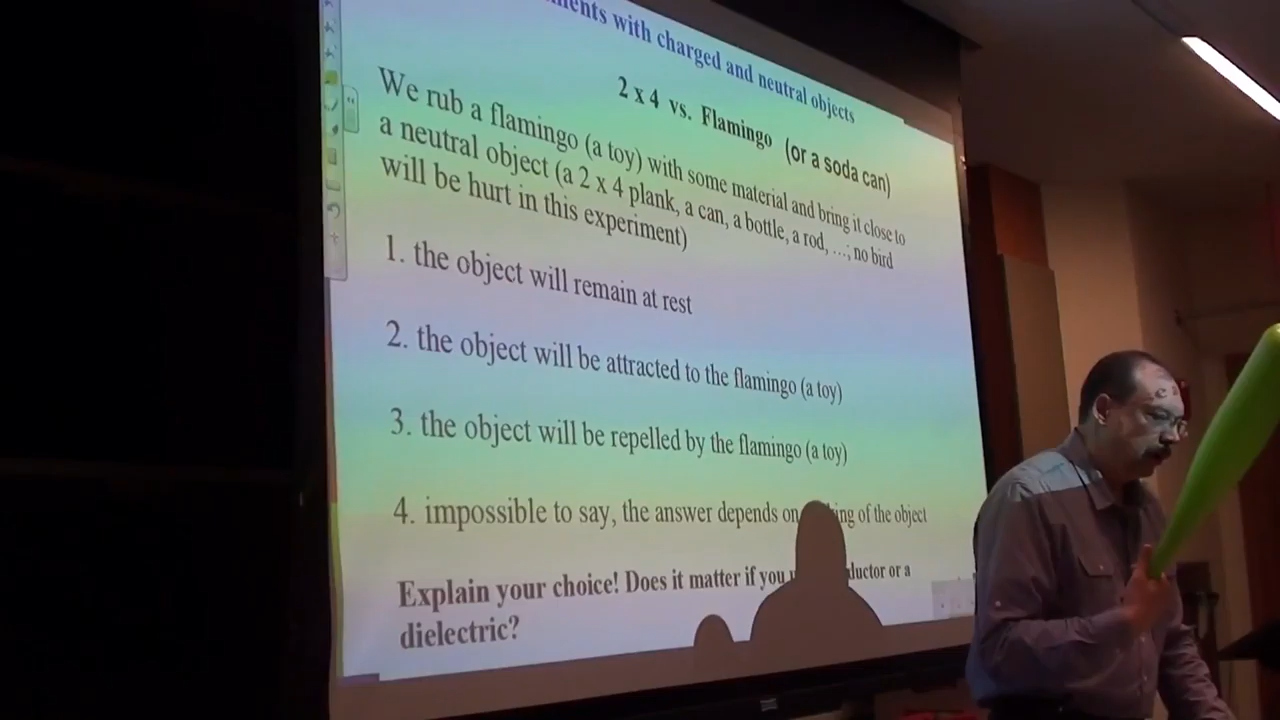 with charged and neutral objects
2 x 4 vs. Flamingo (or a soda can)
We rub a flamingo (a toy) with some material and bring it close to
a neutral object (a 2 x 4 plank, a can, a bottle, a rod, ...; no bird
will be hurt in this experiment)
1. the object will remain at rest
2. the object will be attracted to the flamingo (a toy)
3. the object will be repelled by the flamingo (a toy)
4. impossible to say, the answer depends on of the object
Explain your choice! Does it matter if you or a
dielectric?